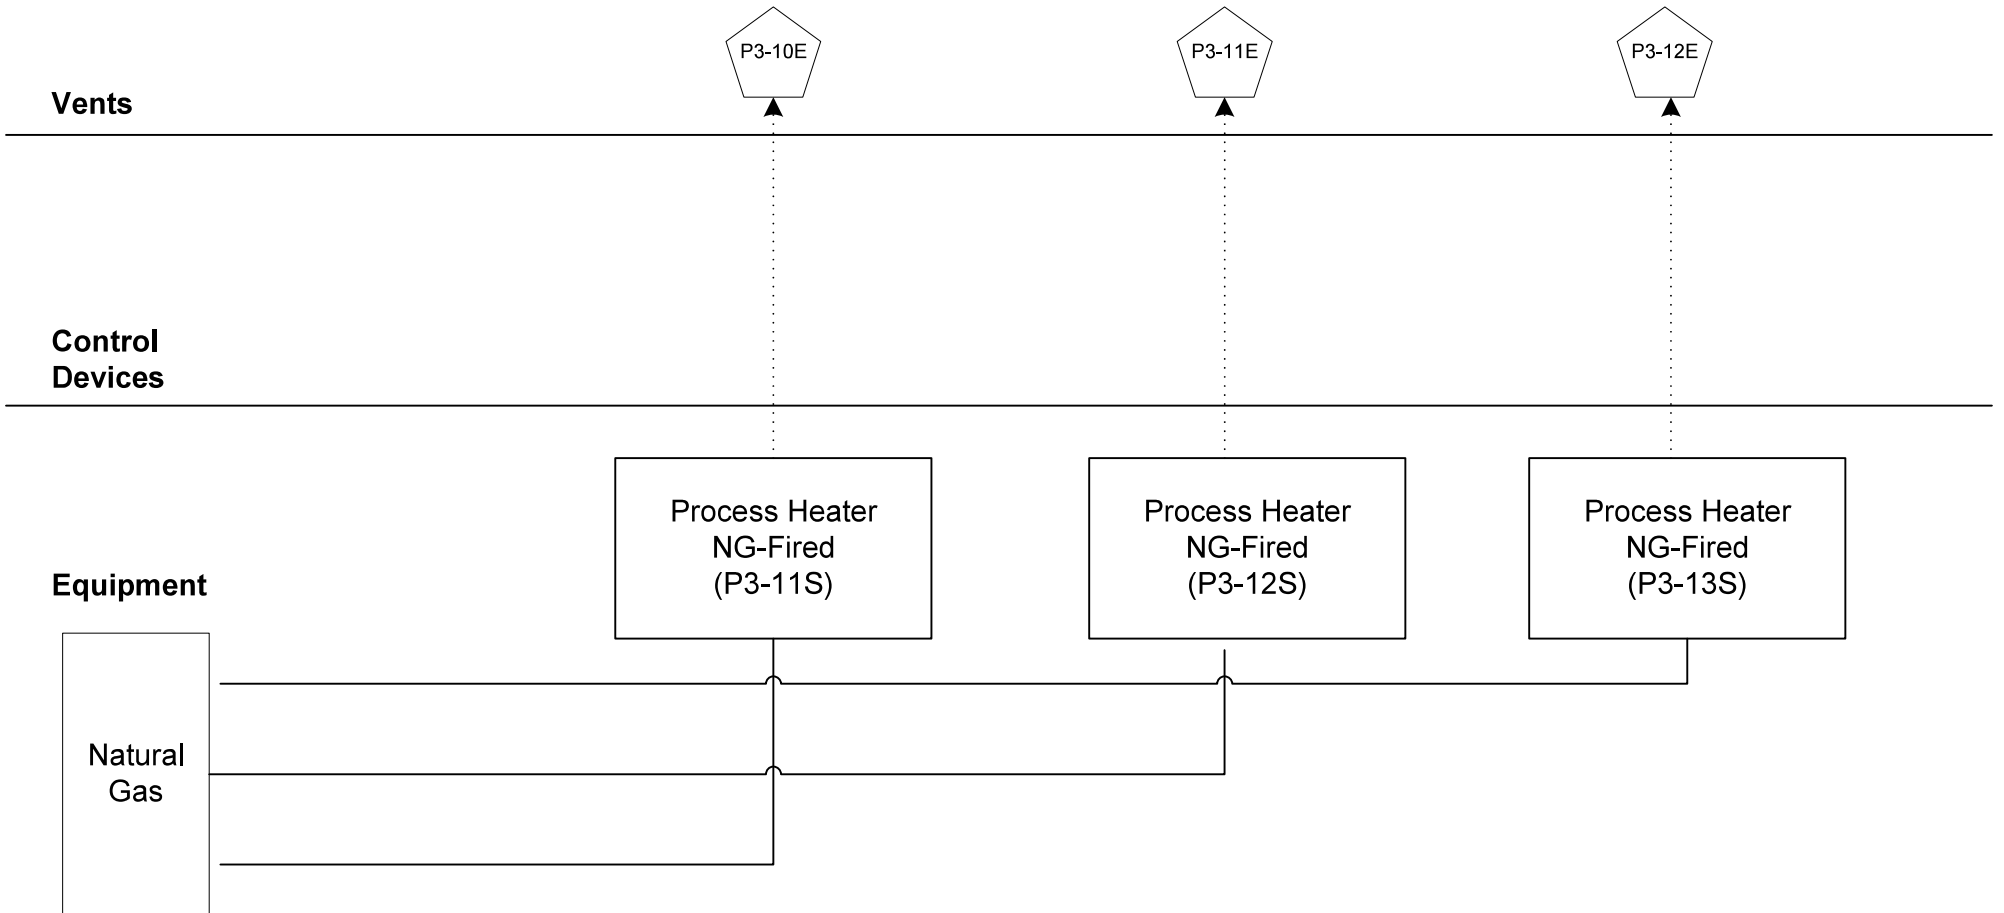 P3-10E
P3-11E
P3-12E
Vents
Control
Devices
Process Heater
NG-Fired
(P3-11S)
Process Heater
NG-Fired
(P3-12S)
Process Heater
NG-Fired
(P3-13S)
Equipment
Natural
Gas